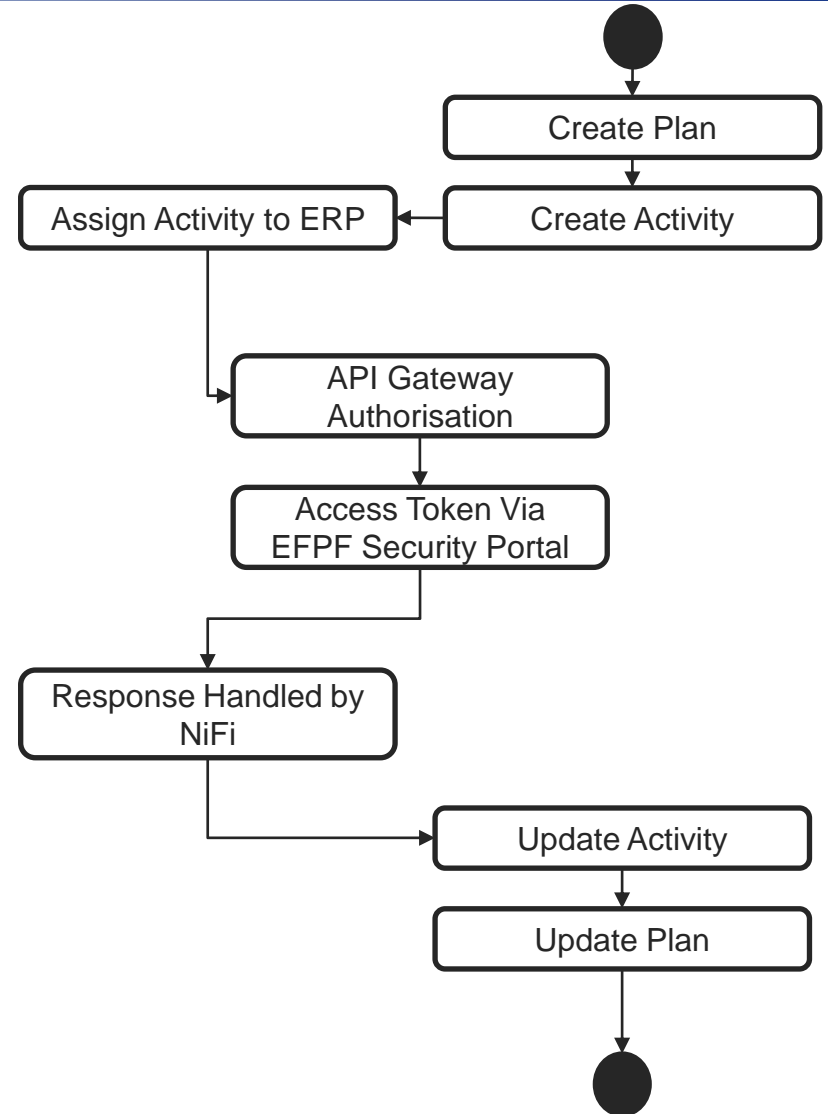 Create Plan
Create Activity
Assign Activity to ERP
API Gateway
Authorisation
Access Token Via
EFPF Security Portal
Response Handled by
NiFi
Update Activity
Update Plan